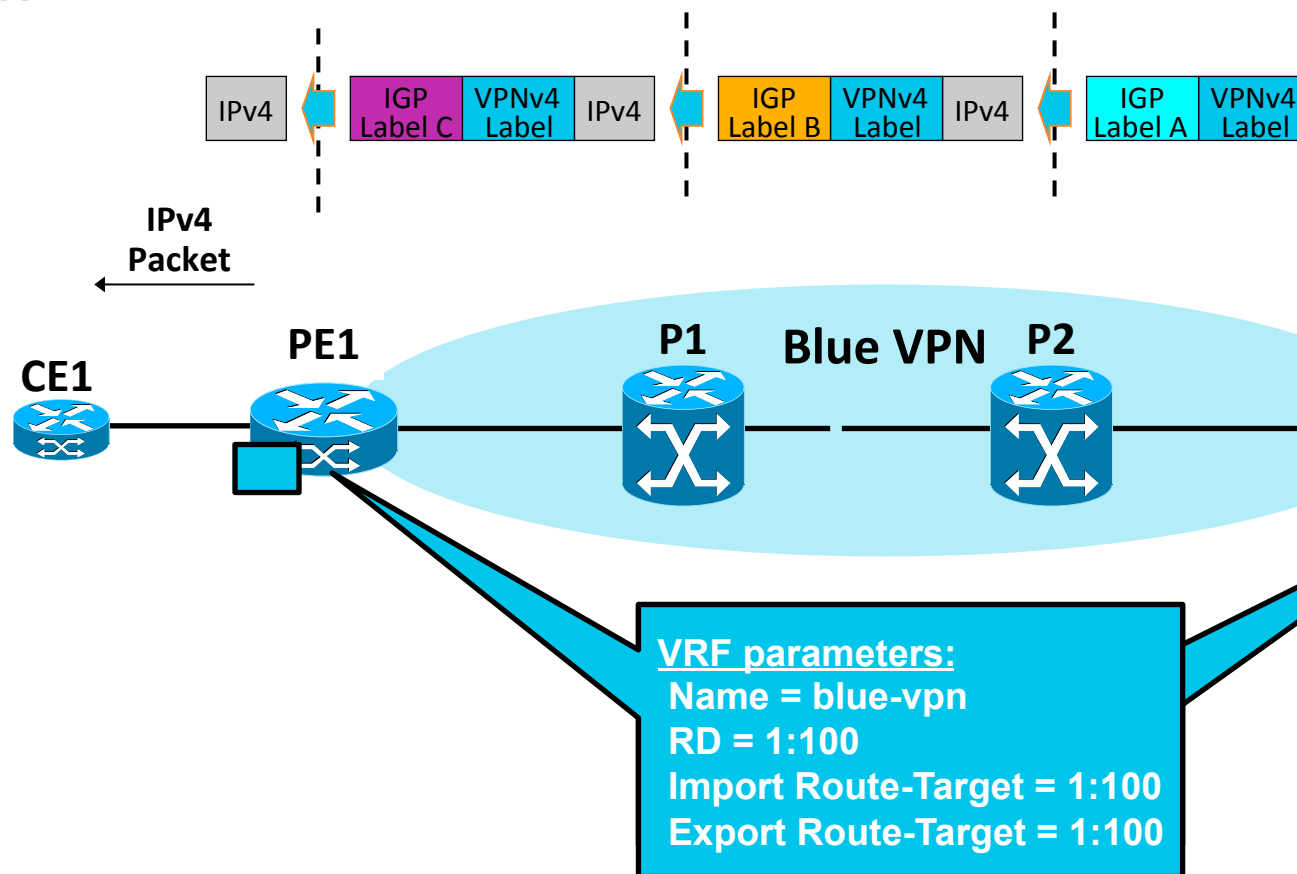 IPv4
IGP
Label C
VPNv4
Label
IPv4
IGP
Label B
VPNv4
Label
IPv4
IGP
Label A
VPNv4
Label
IPv4
Packet
CE1
PE1
P1
Blue VPN
P2
VRF parameters:
Name = blue-vpn
RD = 1:100
Import Route-Target = 1:100
Export Route-Target = 1:100